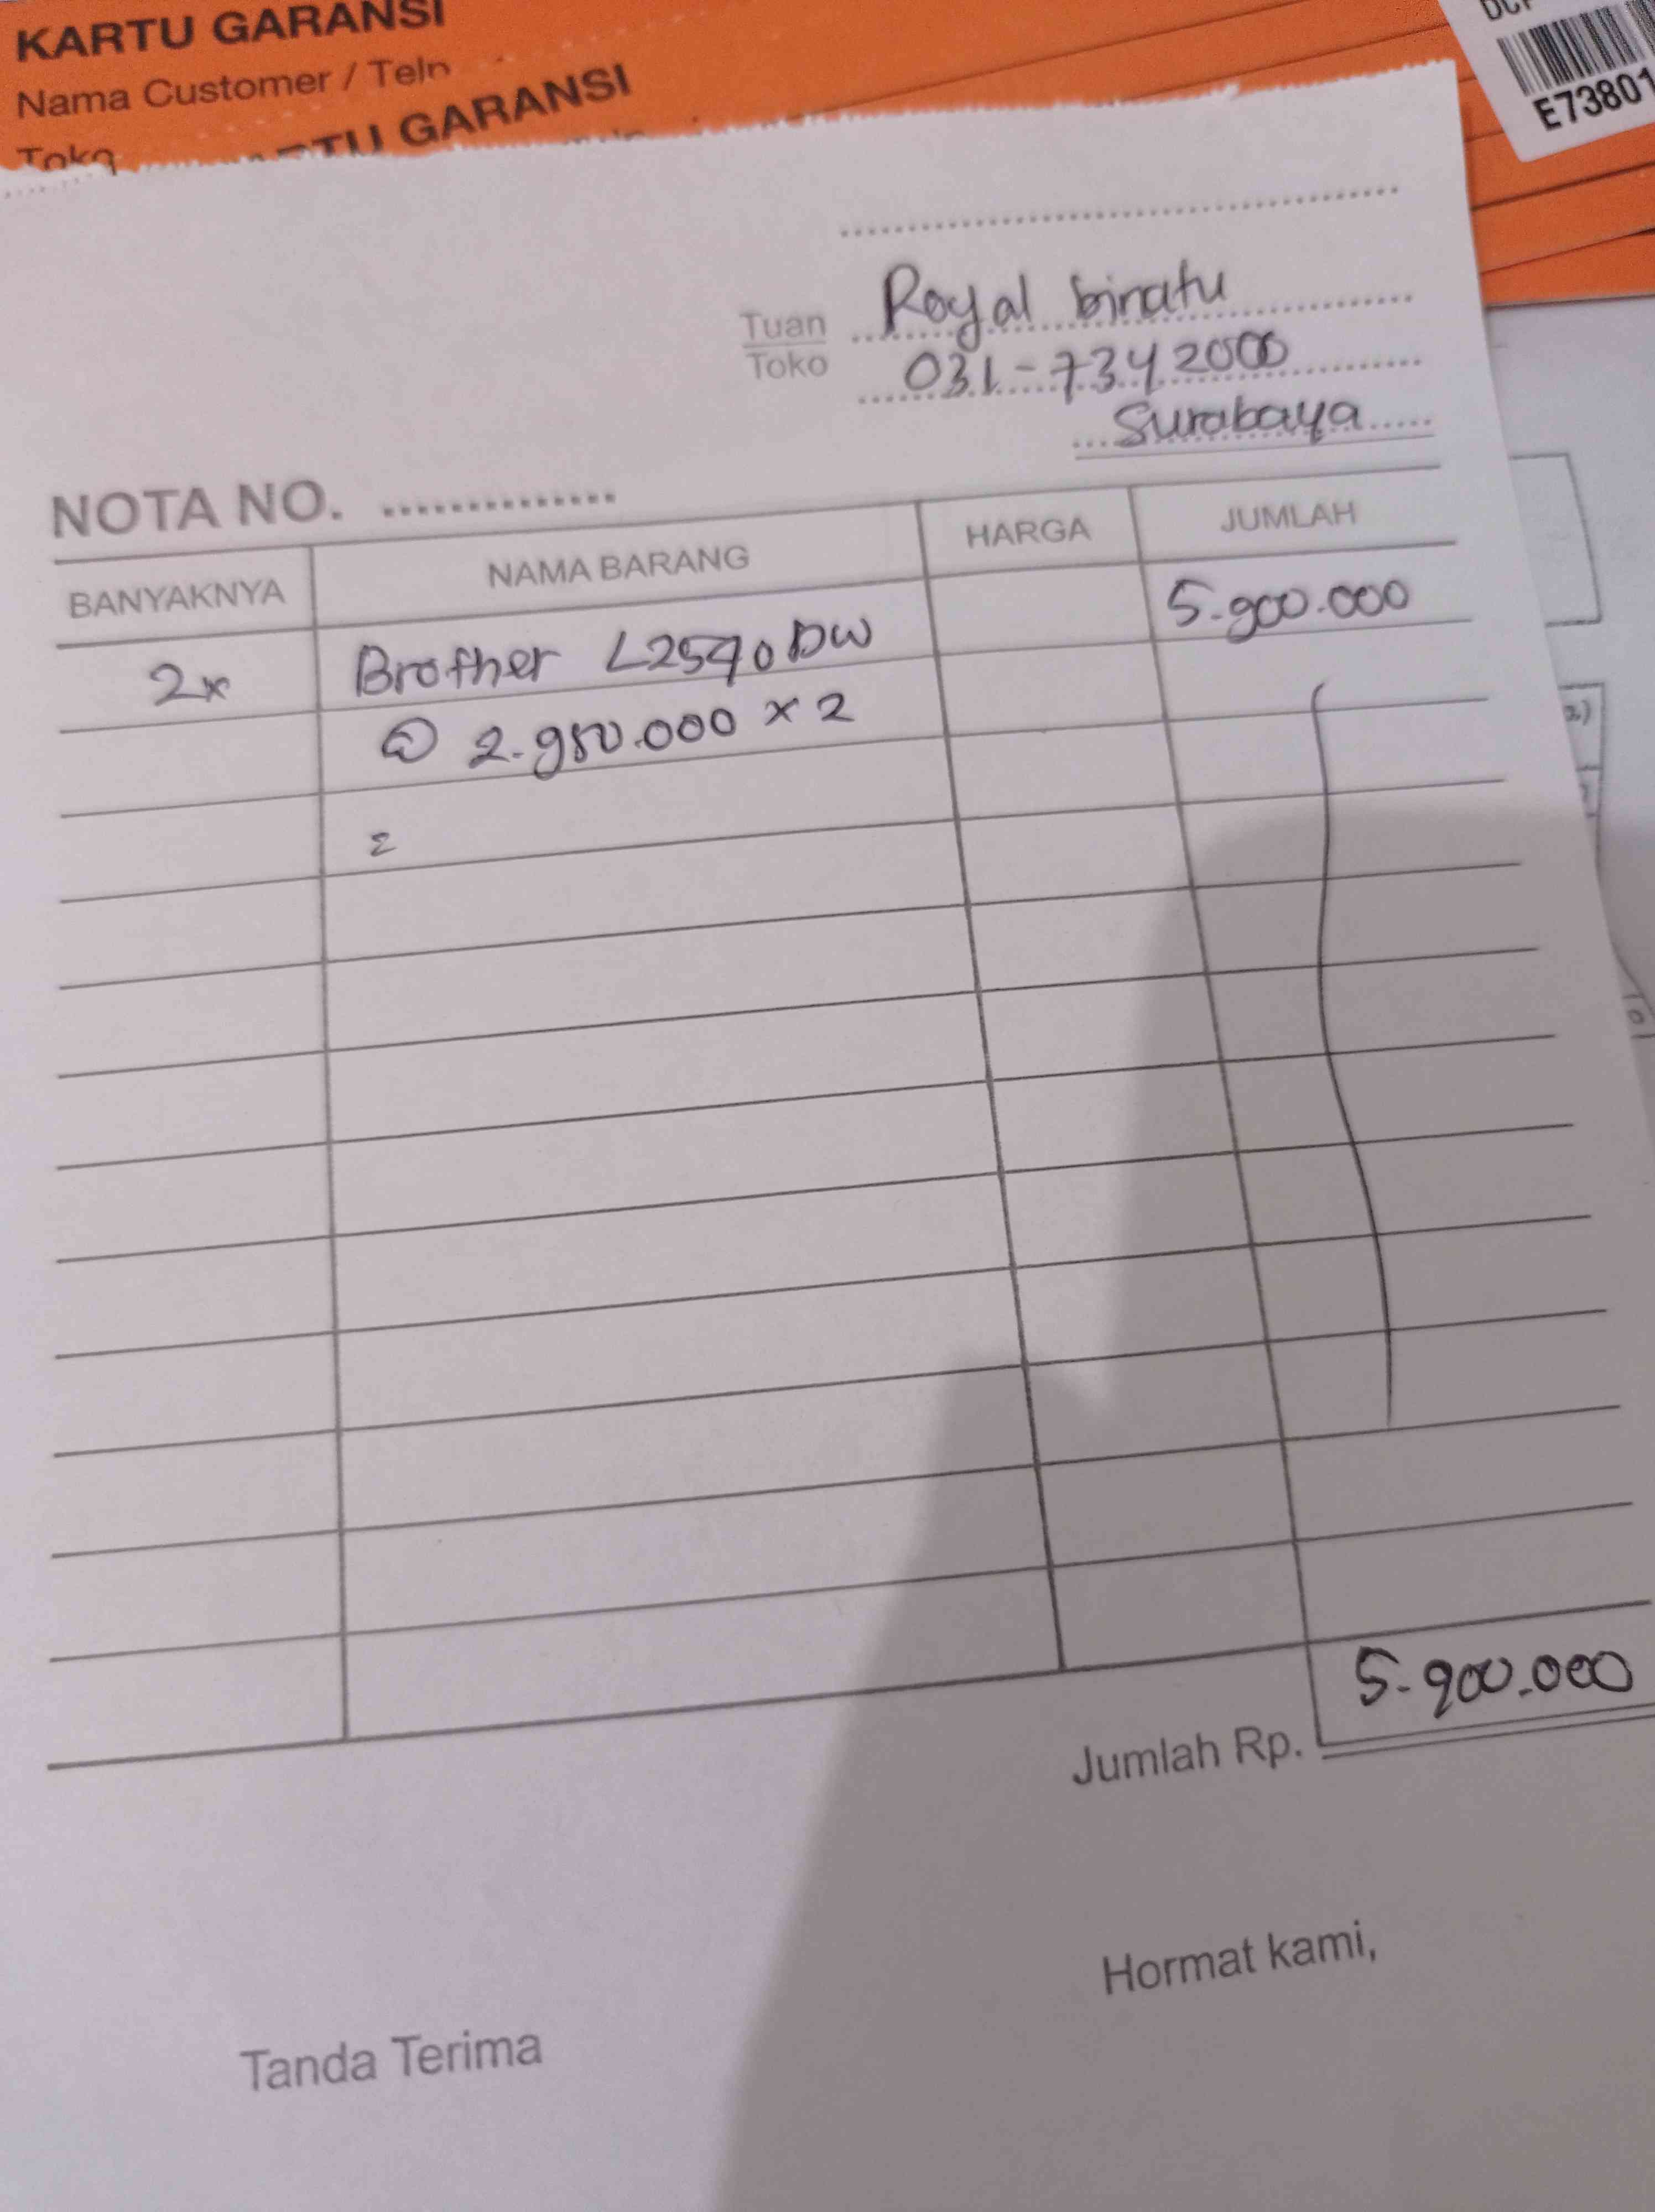 KARTU GARANSI
Nama Customer / Telp
Toko
KARTU GARANSI
E73801
Royal binatu
Tuan
Toko
031-7342000
Surabaya
NOTA NO. ..............
BANYAKNYA NAMA BARANG HARGA JUMLAH
2x Brother L2540DW 5.900.000
@ 2.950.000 x 2
=
Jumlah Rp. 5.900.000
Tanda Terima Hormat kami,